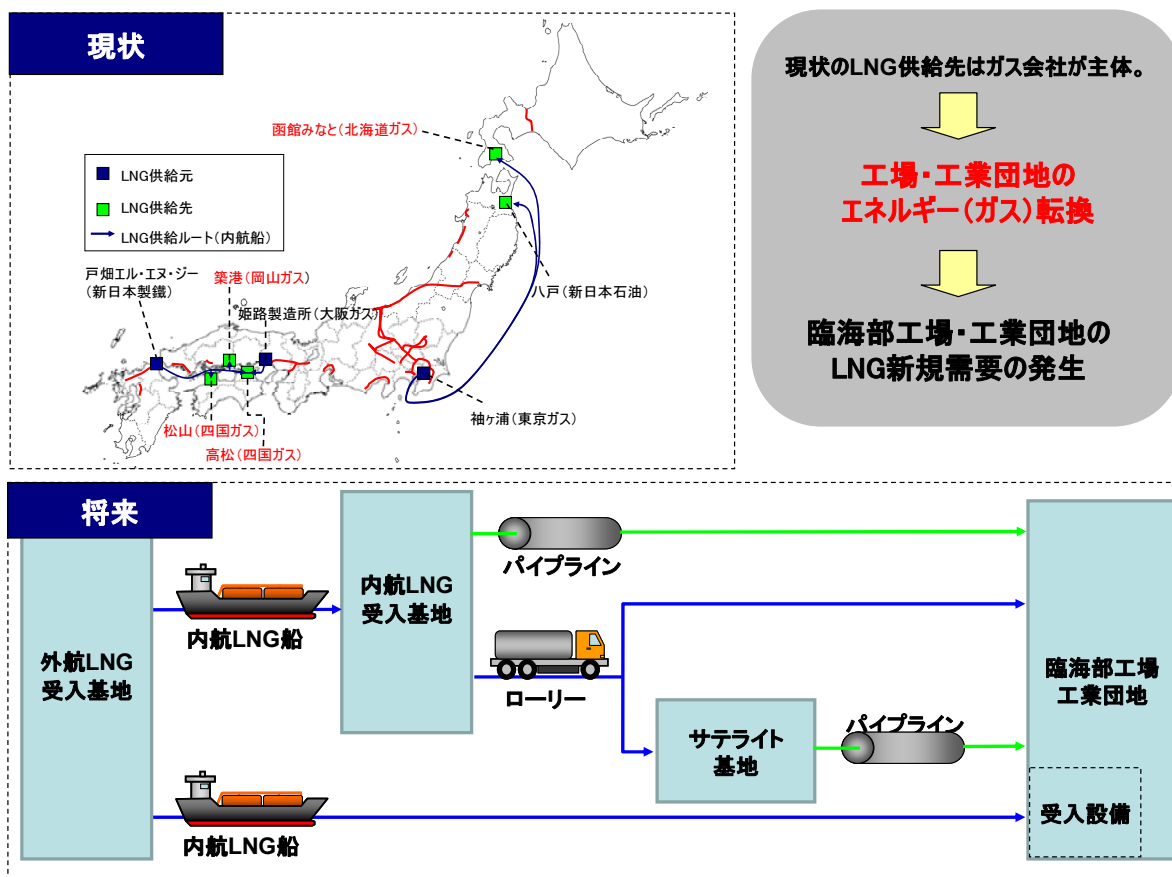 現状
函館みなと(北海道ガス)
LNG供給元
LNG供給先
LNG供給ルート(内航船)
戸畑エル・エヌ・ジー
(新日本製鐵)
築港(岡山ガス)
姫路製造所(大阪ガス)
八戸(新日本石油)
袖ヶ浦(東京ガス)
松山(四国ガス)
高松(四国ガス)
現状のLNG供給先はガス会社が主体。
工場・工業団地の
エネルギー(ガス)転換
臨海部工場・工業団地の
LNG新規需要の発生
将来
外航LNG
受入基地
内航LNG船
内航LNG
受入基地
パイプライン
ローリー
サテライト
基地
パイプライン
臨海部工場
工業団地
内航LNG船
受入設備